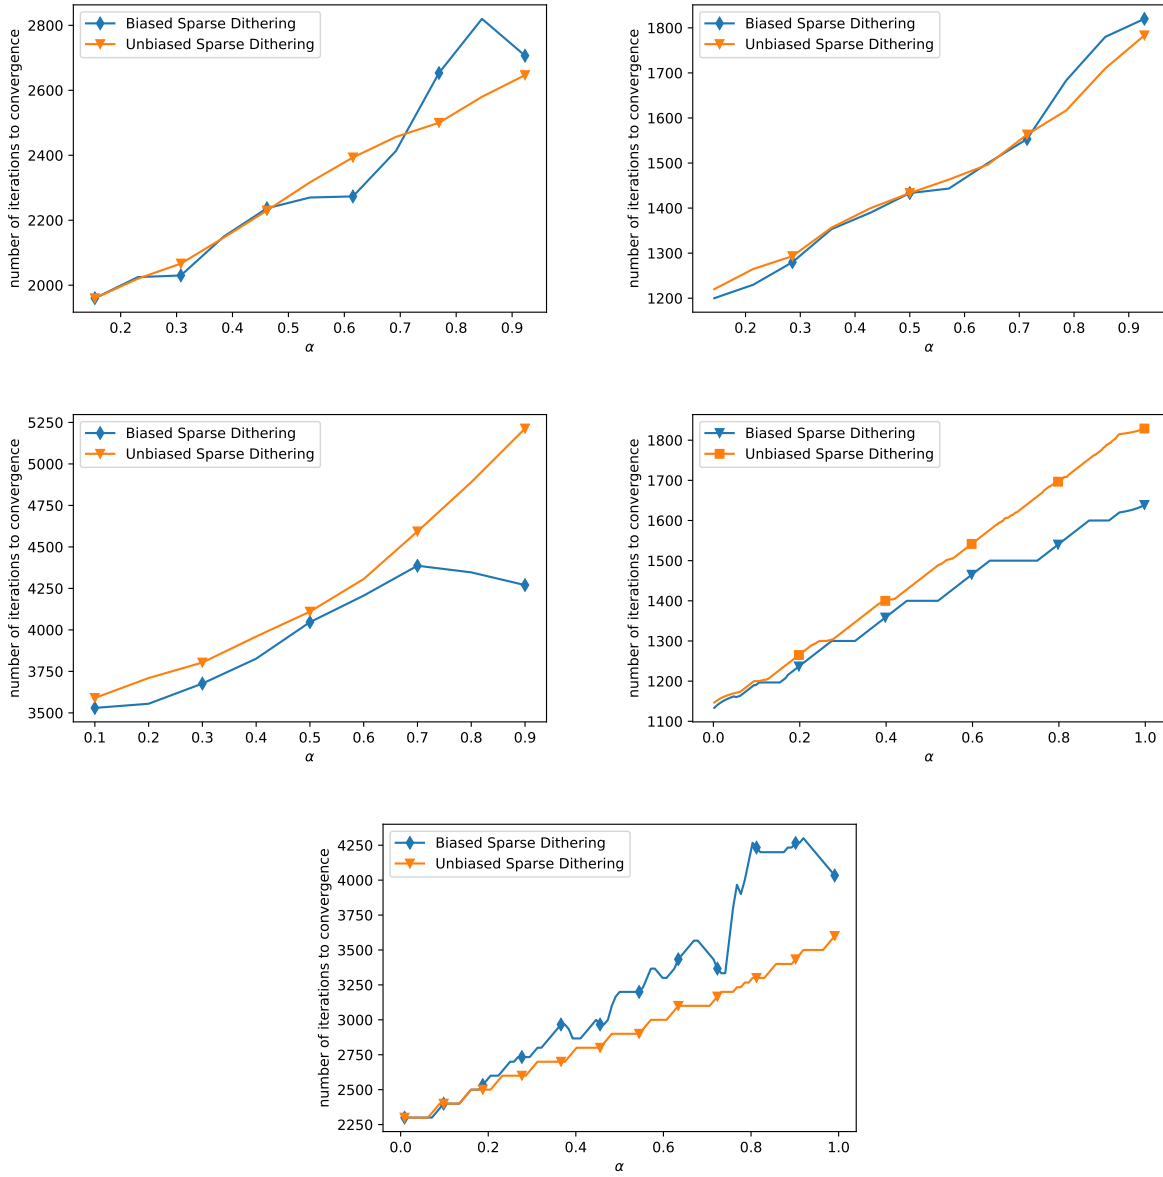 2800
2600
2400
2200
2000
number of iterations to convergence
Biased Sparse Dithering
Unbiased Sparse Dithering
0.2 0.3 0.4 0.5 0.6 0.7 0.8 0.9
α
1800
1700
1600
1500
1400
1300
1200
number of iterations to convergence
Biased Sparse Dithering
Unbiased Sparse Dithering
0.2 0.3 0.4 0.5 0.6 0.7 0.8 0.9
α
5250
5000
4750
4500
4250
4000
3750
3500
number of iterations to convergence
Biased Sparse Dithering
Unbiased Sparse Dithering
0.1 0.2 0.3 0.4 0.5 0.6 0.7 0.8 0.9
α
1800
1700
1600
1500
1400
1300
1200
1100
number of iterations to convergence
Biased Sparse Dithering
Unbiased Sparse Dithering
0.0 0.2 0.4 0.6 0.8 1.0
α
4250
4000
3750
3500
3250
3000
2750
2500
2250
number of iterations to convergence
Biased Sparse Dithering
Unbiased Sparse Dithering
0.0 0.2 0.4 0.6 0.8 1.0
α